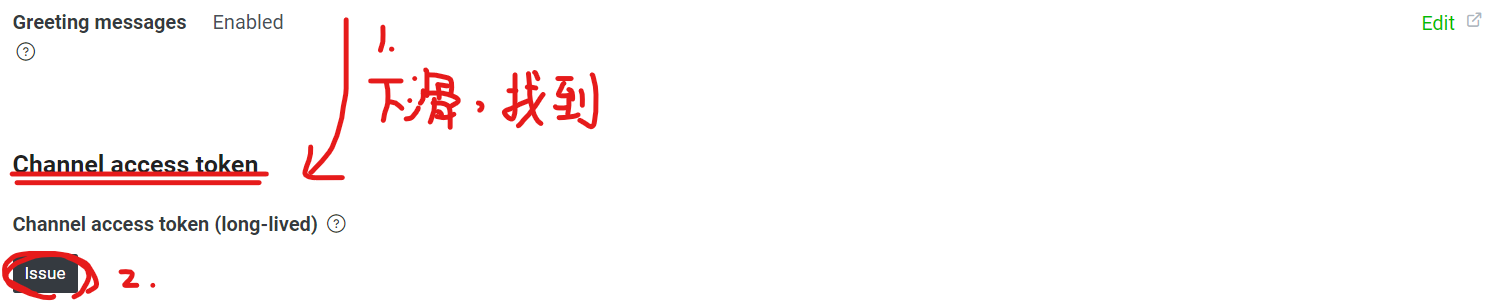 Greeting messages Enabled Edit
1.
下滑，找到
Channel access token
Channel access token (long-lived)
Issue 2.